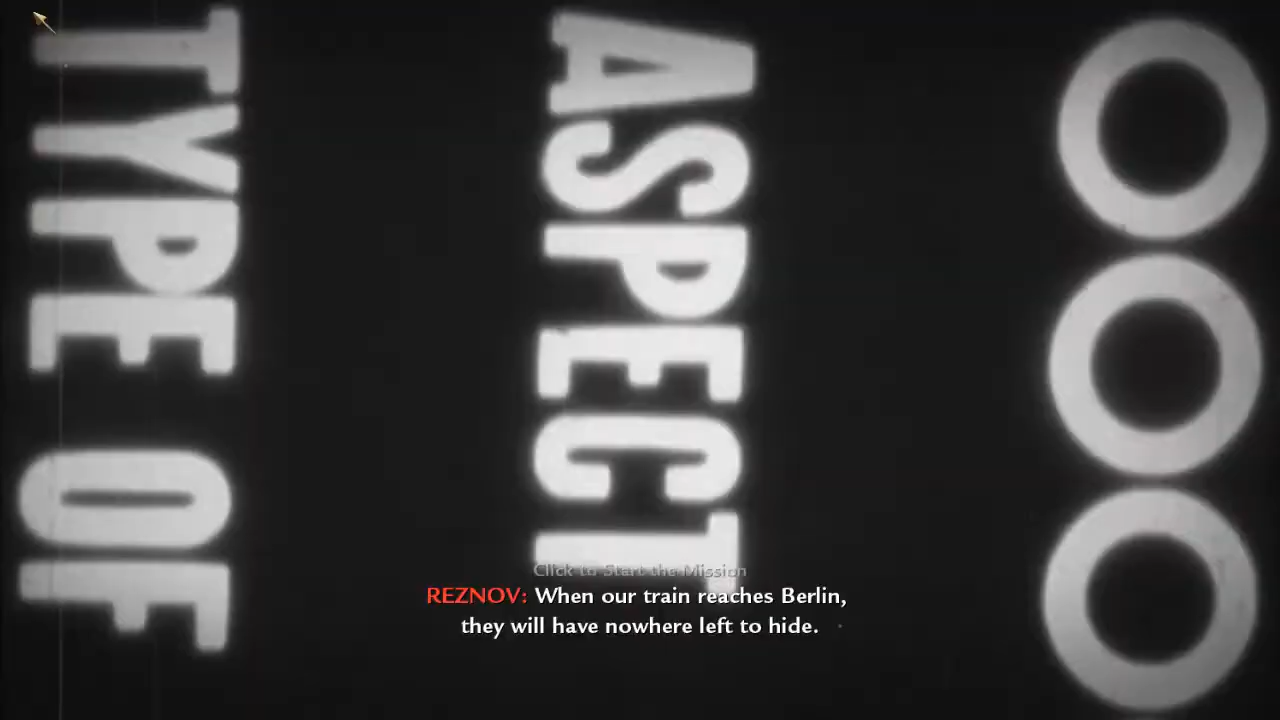 TYPE OF
ASPECT
OOO
Click to Start the Mission
REZNOV: When our train reaches Berlin,
they will have nowhere left to hide.